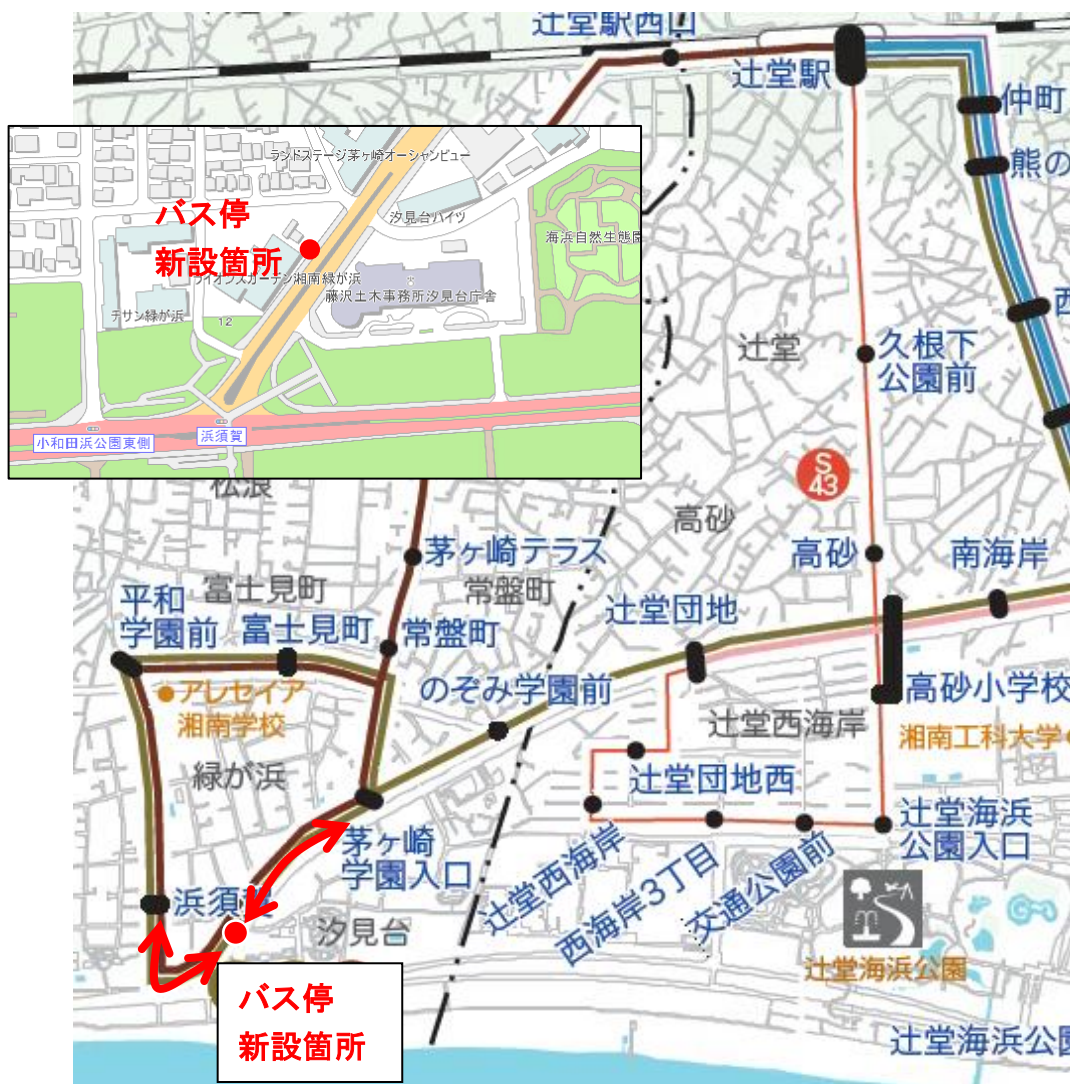 辻堂駅西口
辻堂駅
仲町
熊の
ランドステージ茅ヶ崎オーシャンビュー
バス停
新設箇所
汐見台ハイツ
海浜自然生態園
ライオンズガーデン湘南緑が浜
藤沢土木事務所汐見台庁舎
チサン緑が浜
12
小和田浜公園東側
浜須賀
西
辻堂
久根下
公園前
S
43
松浪
高砂
高砂
南海岸
茅ヶ崎テラス
富士見町
常盤町
平和
学園前
富士見町
常盤町
辻堂団地
アレセイア
湘南学校
のぞみ学園前
高砂小学校
辻堂西海岸
湘南工科大学
緑が浜
辻堂団地西
茅ヶ崎
学園入口
辻堂西海岸
西海岸3丁目
交通公園前
辻堂海浜
公園入口
浜須賀
汐見台
辻堂海浜公園
バス停
新設箇所
辻堂海浜公園